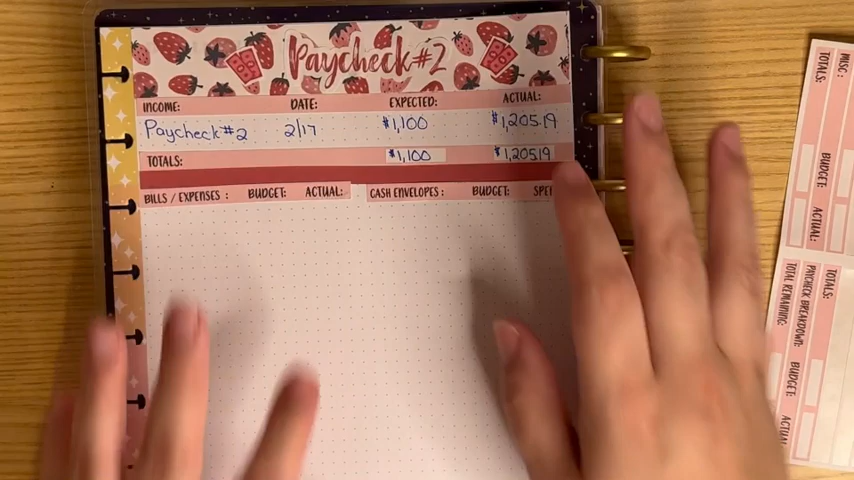 Paycheck #2
INCOME: DATE: EXPECTED: ACTUAL:
Paycheck #2 2/17 $1,100 $1,205.19
TOTALS: $1,100 $1,205.19
BILLS / EXPENSES : BUDGET: ACTUAL: CASH ENVELOPES : BUDGET:
MISC:
TOTALS: BUDGET: ACTUAL:
TOTALS:
PAYCHECK BREAKDOWN: BUDGET:
TOTAL REMAINING: